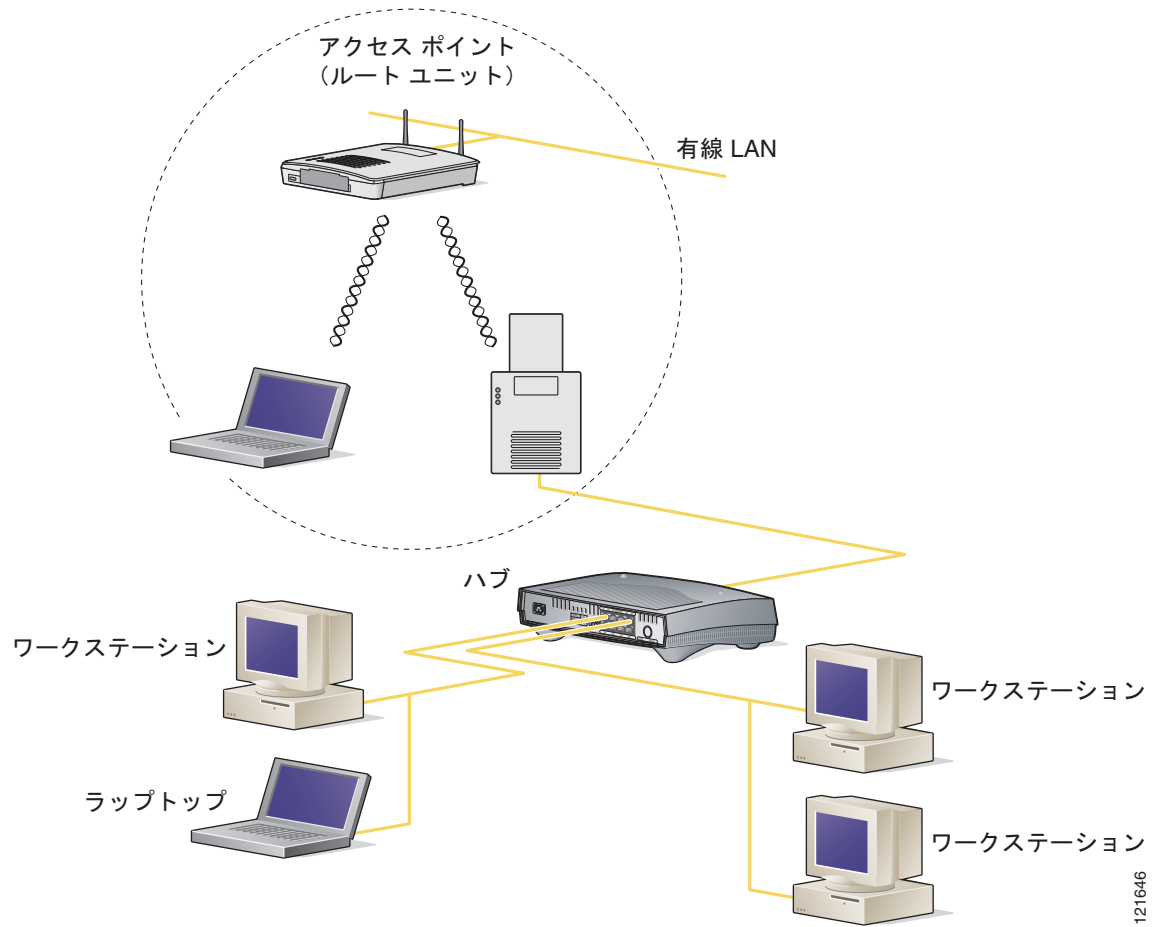 アクセス ポイント
（ルート ユニット）
有線 LAN
ハブ
ワークステーション
ワークステーション
ラップトップ
ワークステーション
121646